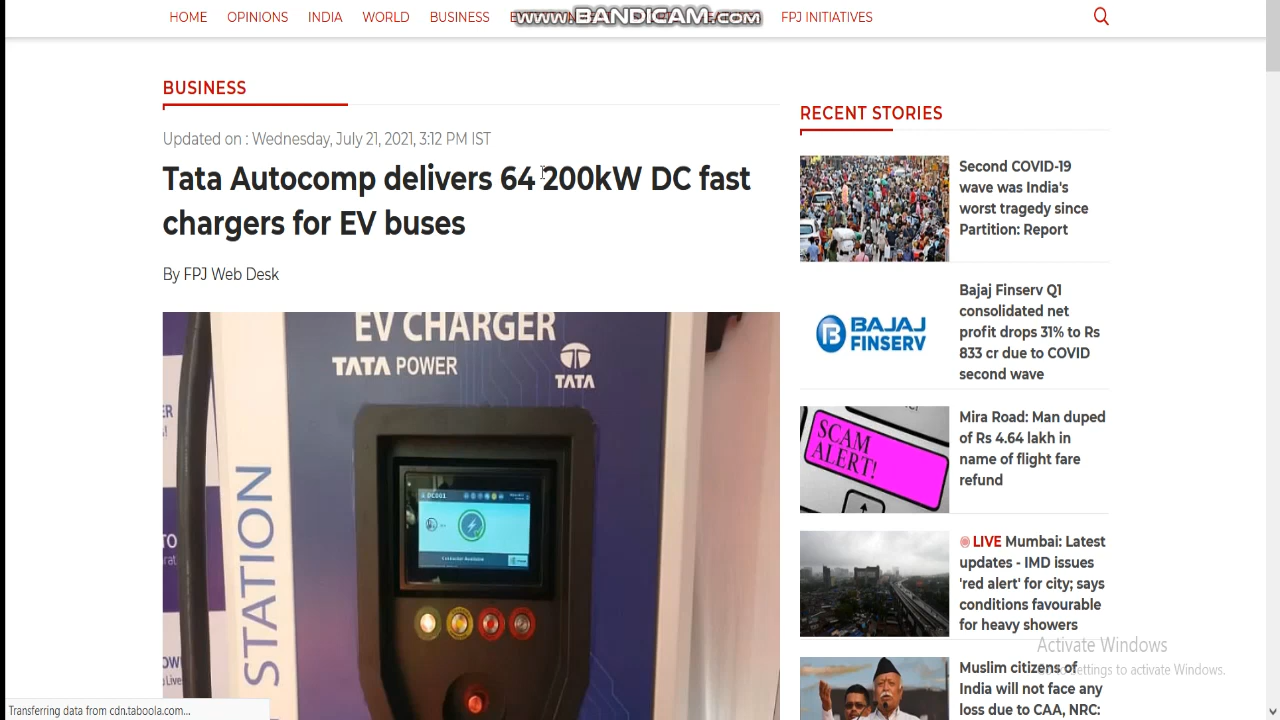 HOME OPINIONS INDIA WORLD BUSINESS FPJ INITIATIVES
www.BANDICAM.com
BUSINESS
Updated on : Wednesday, July 21, 2021, 3:12 PM IST
Tata Autocomp delivers 64 200kW DC fast
chargers for EV buses
By FPJ Web Desk
EV CHARGER
TATA POWER
TATA
STATION
DC001
RECENT STORIES
Second COVID-19
wave was India's
worst tragedy since
Partition: Report
BAJAJ
FINSERV
Bajaj Finserv Q1
consolidated net
profit drops 31% to Rs
833 cr due to COVID
second wave
SCAM
ALERT!
Mira Road: Man duped
of Rs 4.64 lakh in
name of flight fare
refund
LIVE Mumbai: Latest
updates - IMD issues
'red alert' for city; says
conditions favourable
for heavy showers
Muslim citizens of
India will not face any
loss due to CAA, NRC:
Activate Windows
Go to Settings to activate Windows.
Transferring data from cdn.taboola.com...